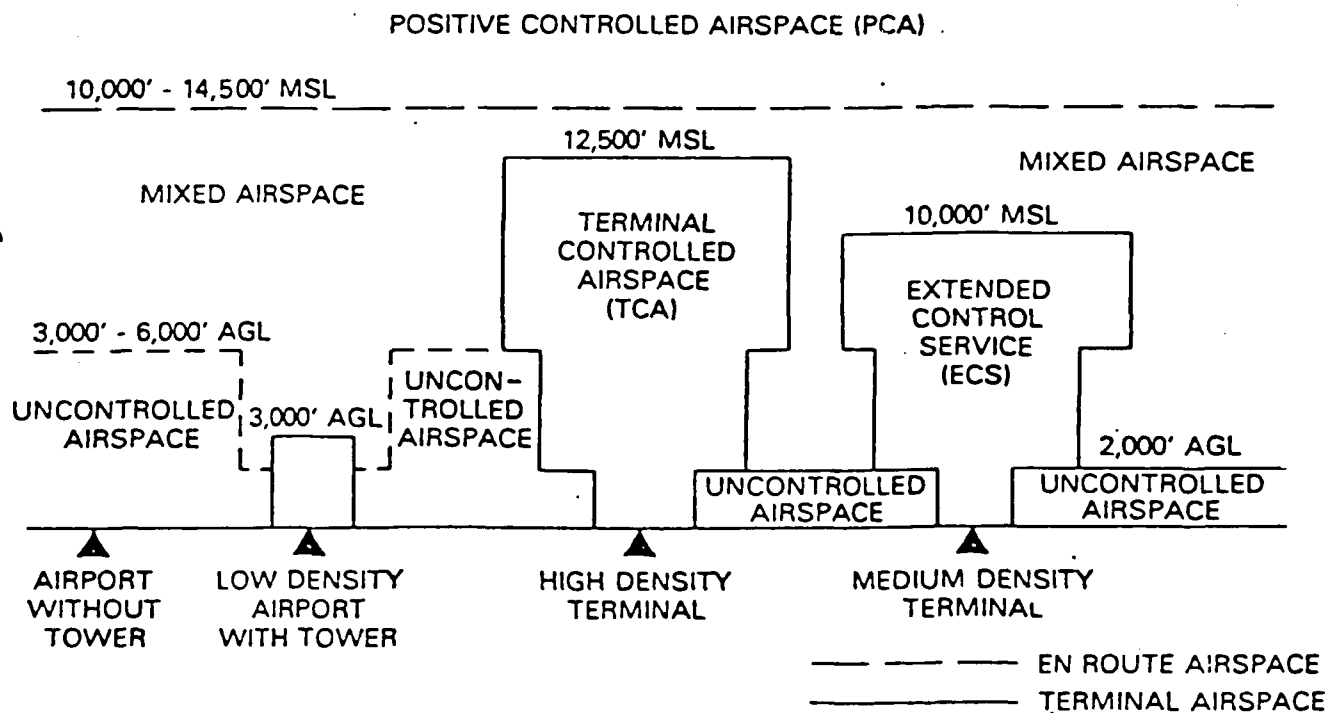 POSITIVE CONTROLLED AIRSPACE (PCA)
10,000' - 14,500' MSL
12,500' MSL
MIXED AIRSPACE
MIXED AIRSPACE
TERMINAL
CONTROLLED
AIRSPACE
(TCA)
10,000' MSL
EXTENDED
CONTROL
SERVICE
(ECS)
3,000' - 6,000' AGL
UNCONTROLLED
AIRSPACE
3,000' AGL
UNCON-
TROLLED
AIRSPACE
2,000' AGL
UNCONTROLLED
AIRSPACE
UNCONTROLLED
AIRSPACE
AIRPORT
WITHOUT
TOWER
LOW DENSITY
AIRPORT
WITH TOWER
HIGH DENSITY
TERMINAL
MEDIUM DENSITY
TERMINAL
EN ROUTE AIRSPACE
TERMINAL AIRSPACE